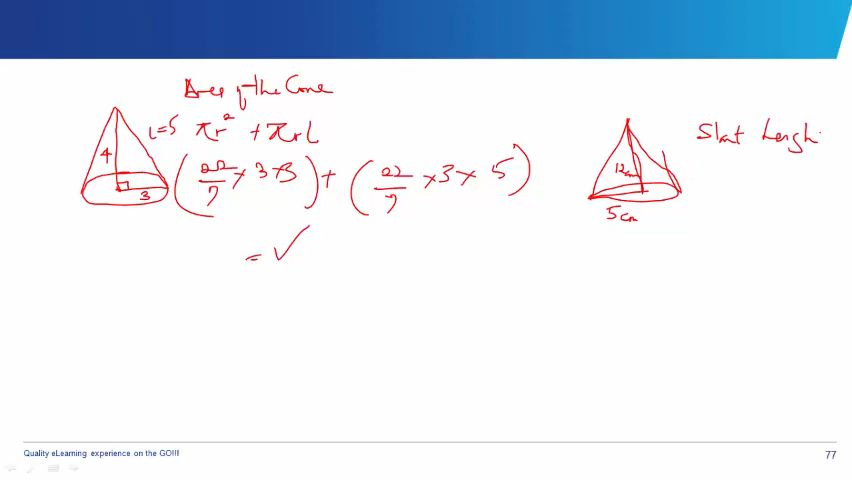 Area of the Cone
4
3
l=5
πr² + πrl
(22/7 × 3 × 3) + (22/7 × 3 × 5)
= ✓
12cm
l
5cm
Slant Length
Quality eLearning experience on the GO!!!
77